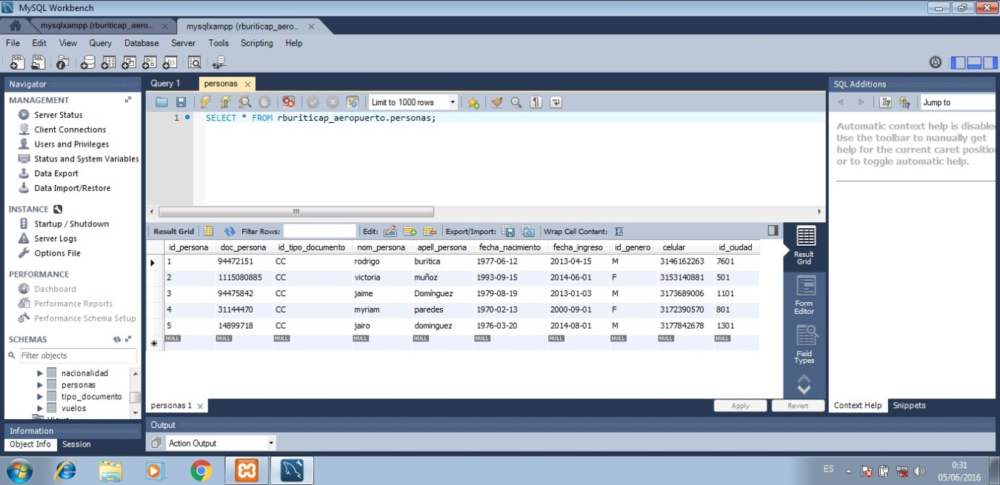 MySQL Workbench
mysqlxampp (rburiticap_aero... mysqlxampp (rburiticap_aero...
File Edit View Query Database Server Tools Scripting Help
Navigator
MANAGEMENT
Server Status
Client Connections
Users and Privileges
Status and System Variables
Data Export
Data Import/Restore
INSTANCE
Startup / Shutdown
Server Logs
Options File
PERFORMANCE
Dashboard
Performance Reports
Performance Schema Setup
SCHEMAS
Filter objects
nacionalidad
personas
tipo_documento
vuelos
Views
Information
Object Info Session
Query 1 personas
Limit to 1000 rows
1 SELECT * FROM rburiticap_aeropuerto.personas;
Result Grid Filter Rows: Edit: Export/Import: Wrap Cell Content:
id_persona doc_persona id_tipo_documento nom_persona apell_persona fecha_nacimiento fecha_ingreso id_genero celular id_ciudad
1 94472151 CC rodrigo buritica 1977-06-12 2013-04-15 M 3146162263 7601
2 1115080885 CC victoria muñoz 1993-09-15 2014-06-01 F 3153140881 501
3 94475842 CC jaime Domínguez 1979-08-19 2013-01-03 M 3173689006 1101
4 31144470 CC myriam paredes 1970-02-13 2000-09-01 F 3172390570 801
5 14899718 CC jairo dominguez 1976-03-20 2014-08-01 M 3177842678 1301
NULL NULL NULL NULL NULL NULL NULL NULL NULL NULL
Result Grid
Form Editor
Field Types
personas 1 Apply Revert
Output
Action Output
SQL Additions
Jump to
Automatic context help is disable
Use the toolbar to manually get
help for the current caret positio
or to toggle automatic help.
Context Help Snippets
ES
0:31
05/06/2016